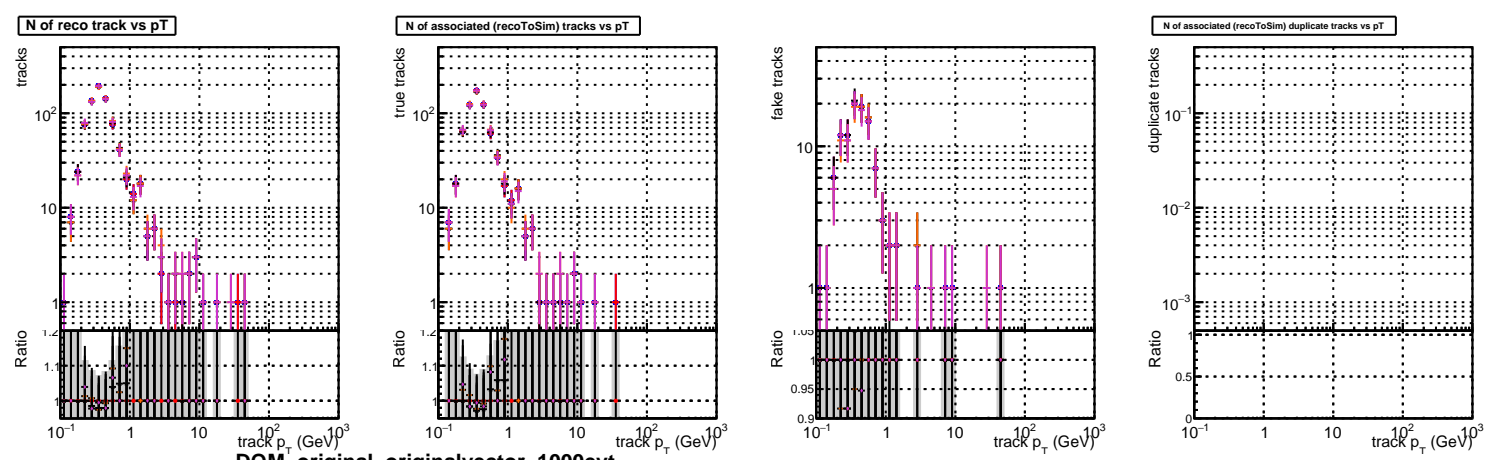 N of reco track vs pT
N of associated (recoToSim) tracks vs pT
N of associated (recoToSim) duplicate tracks vs pT
tracks
10²
10
1
Ratio
1.2
1.1
1
10⁻¹ 1 10 10² 10³
track p_T (GeV)
true tracks
10²
10
1
Ratio
1.2
1.1
1
10⁻¹ 1 10 10² 10³
track p_T (GeV)
fake tracks
10
1
Ratio
1.05
1
0.95
0.9
10⁻¹ 1 10 10² 10³
track p_T (GeV)
duplicate tracks
10⁻¹
10⁻²
10⁻³
Ratio
1
0.5
0
10⁻¹ 1 10 10² 10³
track p_T (GeV)
DQM_original_originalvector_1000evt